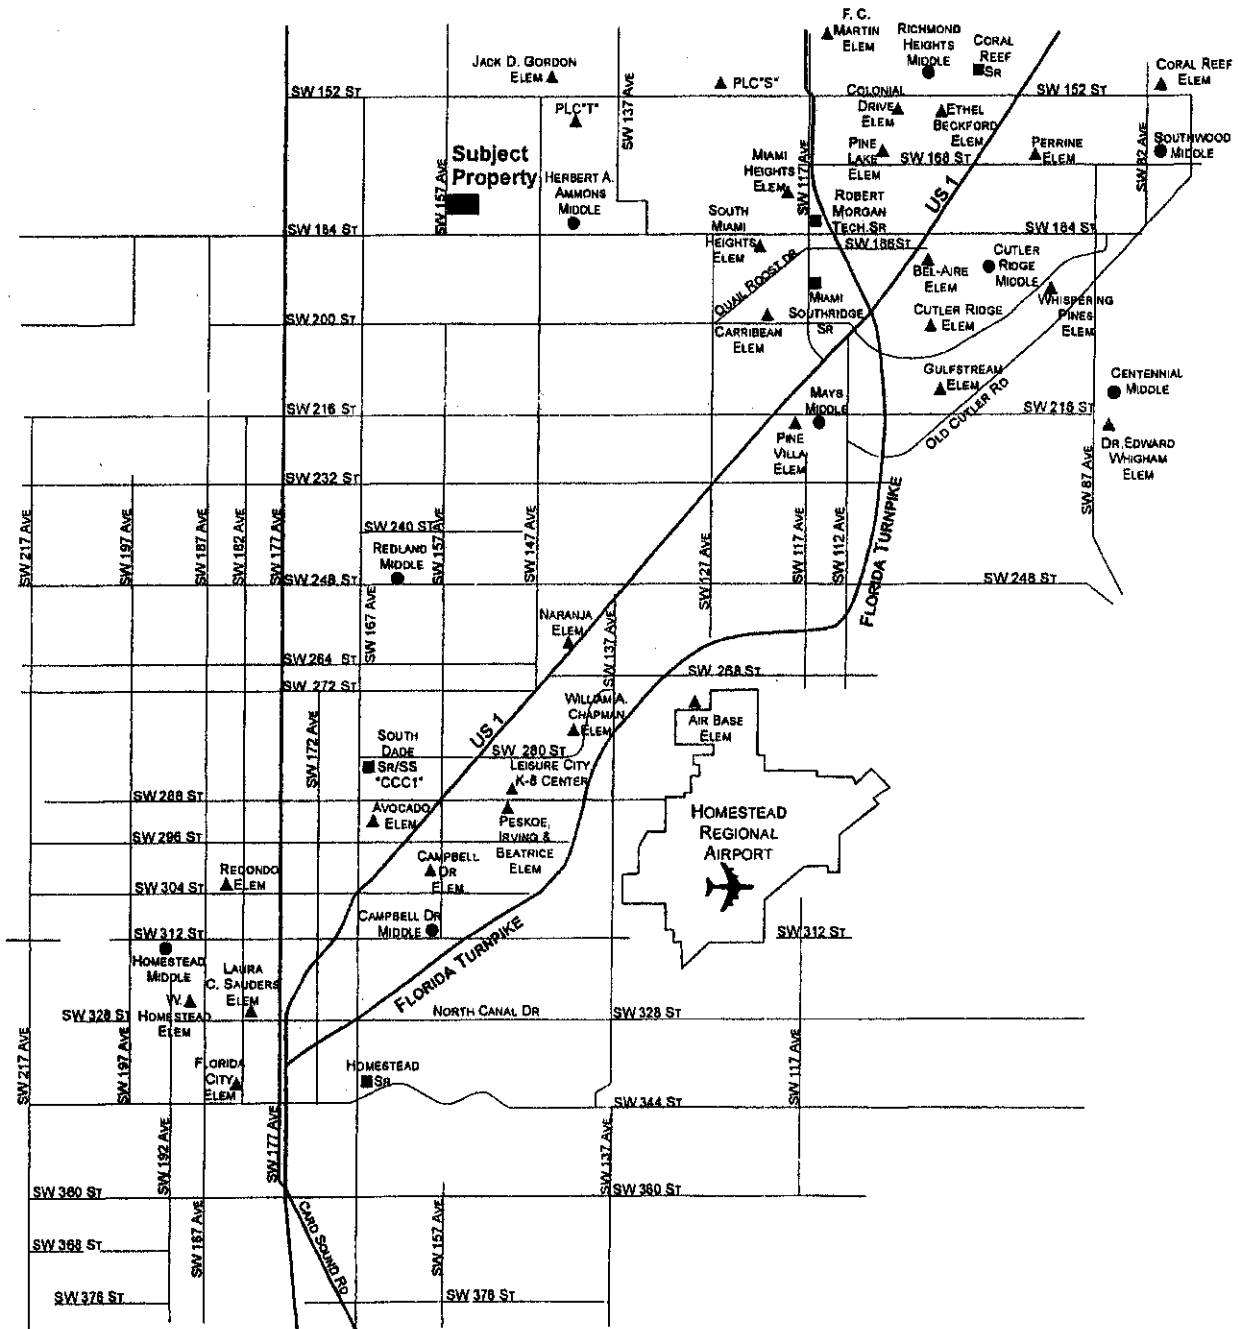 F. C.
MARTIN
ELEM
RICHMOND
HEIGHTS
MIDDLE
CORAL
REEF
SR
JACK D. GORDON
ELEM
PLC"S"
CORAL REEF
ELEM
SW 152 ST
SW 152 ST
PLC"T"
SW 137 AVE
COLONIAL
DRIVE
ELEM
ETHEL
BECKFORD
ELEM
Subject
Property
SW 157 AVE
HERBERT A.
AMMONS
MIDDLE
MIAMI
HEIGHTS
ELEM
SW 117 AVE
PINE
LAKE
ELEM
SW 168 ST
PERRINE
ELEM
SW 82 AVE
SOUTHWOOD
MIDDLE
US 1
ROBERT
MORGAN
TECH.SR
SOUTH
MIAMI
HEIGHTS
ELEM
SW 184 ST
SW 184 ST
SW 186 ST
QUAIL ROOST DR
BEL-AIRE
ELEM
CUTLER
RIDGE
MIDDLE
MIAMI
SOUTHRIDGE
SR
WHISPERING
PINES
ELEM
SW 200 ST
CARRIBEAN
ELEM
CUTLER RIDGE
ELEM
GULFSTREAM
ELEM
CENTENNIAL
MIDDLE
MAYS
MIDDLE
SW 216 ST
SW 216 ST
OLD CUTLER RD
PINE
VILLA
ELEM
DR. EDWARD
WHIGHAM
ELEM
SW 87 AVE
SW 232 ST
FLORIDA TURNPIKE
SW 217 AVE
SW 197 AVE
SW 187 AVE
SW 182 AVE
SW 177 AVE
SW 240 ST
SW 157 AVE
SW 147 AVE
SW 127 AVE
SW 117 AVE
SW 112 AVE
REDLAND
MIDDLE
SW 248 ST
SW 248 ST
SW 167 AVE
NARANJA
ELEM
SW 137 AVE
SW 264 ST
SW 268 ST
SW 272 ST
WILLIAM A.
CHAPMAN
ELEM
AIR BASE
ELEM
US 1
SW 172 AVE
SOUTH
DADE
SR/SS
"CCC1"
SW 280 ST
LEISURE CITY
K-8 CENTER
SW 288 ST
AVOCADO
ELEM
PESKOE,
IRVING &
BEATRICE
ELEM
HOMESTEAD
REGIONAL
AIRPORT
SW 296 ST
REDONDO
ELEM
CAMPBELL
DR
ELEM
SW 304 ST
CAMPBELL DR
MIDDLE
SW 312 ST
SW 312 ST
HOMESTEAD
MIDDLE
LAURA
C. SAUDERS
ELEM
FLORIDA TURNPIKE
W.
HOMESTEAD
ELEM
SW 328 ST
NORTH CANAL DR
SW 328 ST
SW 217 AVE
SW 197 AVE
FLORIDA
CITY
ELEM
HOMESTEAD
SR
SW 117 AVE
SW 344 ST
SW 192 AVE
SW 177 AVE
SW 137 AVE
SW 360 ST
SW 360 ST
SW 187 AVE
CARD SOUND RD
SW 157 AVE
SW 368 ST
SW 376 ST
SW 376 ST